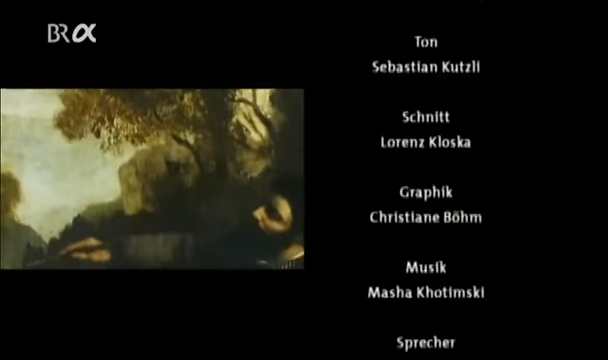 BR α
Ton
Sebastian Kutzli
Schnitt
Lorenz Kloska
Graphik
Christiane Böhm
Musik
Masha Khotimski
Sprecher